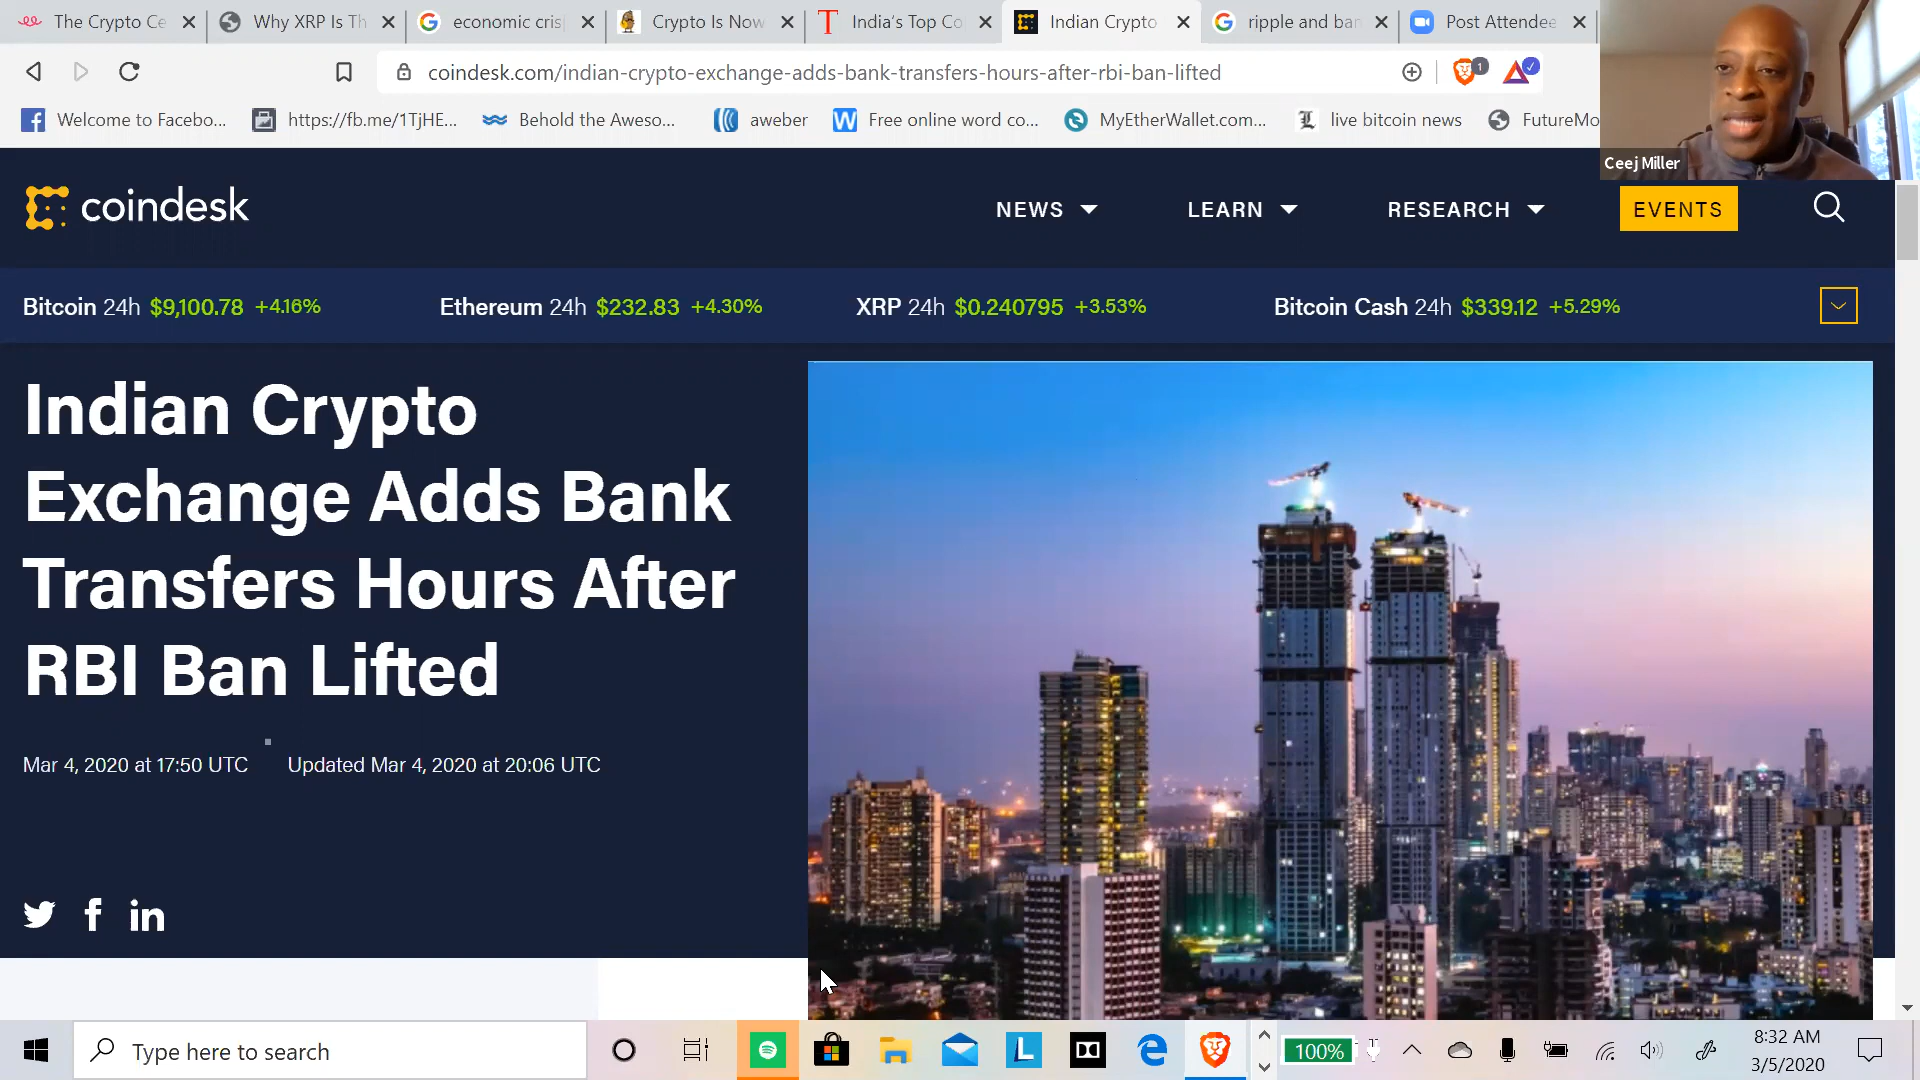 The Crypto Ce
Why XRP Is Th
economic cris
Crypto Is Now
India's Top Co
Indian Crypto
ripple and ban
Post Attendee
coindesk.com/indian-crypto-exchange-adds-bank-transfers-hours-after-rbi-ban-lifted
1
Welcome to Facebo...
https://fb.me/1TjHE...
Behold the Aweso...
aweber
Free online word co...
MyEtherWallet.com...
live bitcoin news
FutureMo
Ceej Miller
coindesk
NEWS
LEARN
RESEARCH
EVENTS
Bitcoin 24h $9,100.78 +4.16%
Ethereum 24h $232.83 +4.30%
XRP 24h $0.240795 +3.53%
Bitcoin Cash 24h $339.12 +5.29%
Indian Crypto
Exchange Adds Bank
Transfers Hours After
RBI Ban Lifted
Mar 4, 2020 at 17:50 UTC
Updated Mar 4, 2020 at 20:06 UTC
Type here to search
100%
8:32 AM
3/5/2020